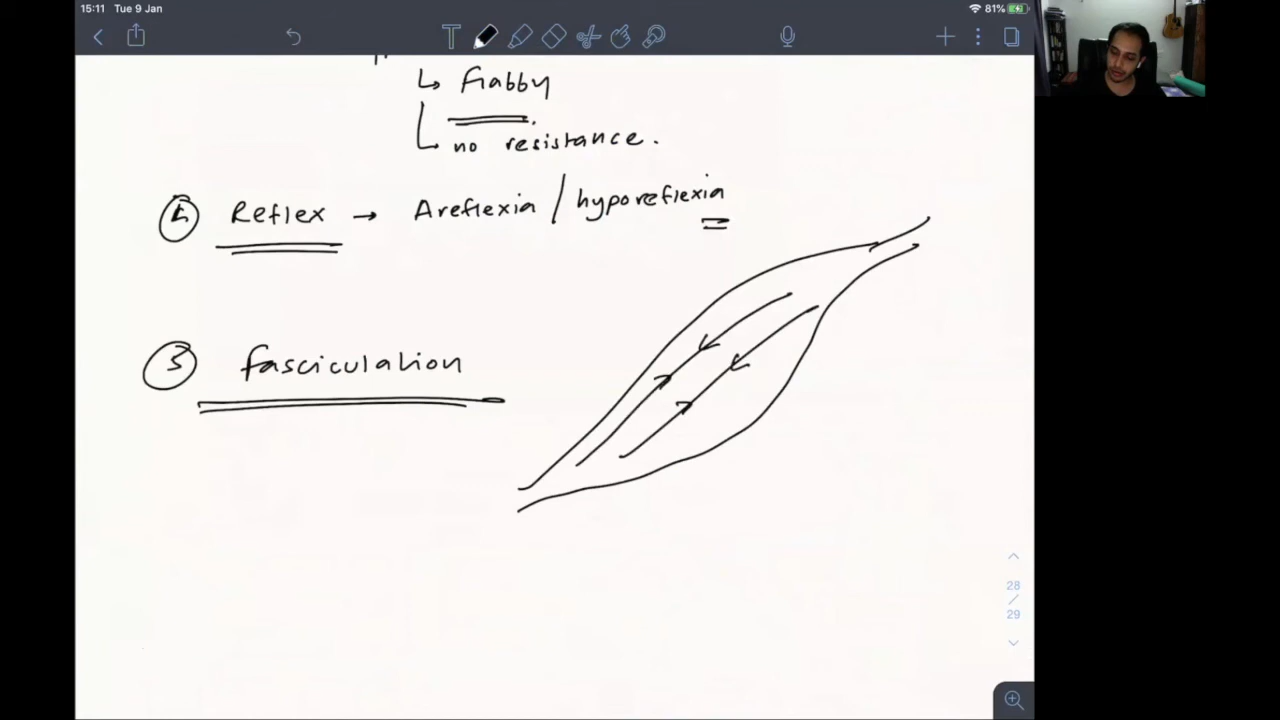 15:11 Tue 9 Jan
81%
↳ flabby
no resistance.
② Reflex → Areflexia / hyporeflexia
③ fasciculation
28
/
29